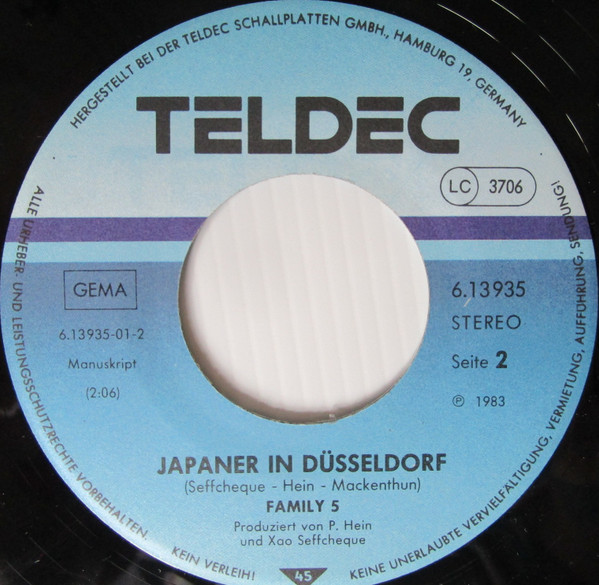 HERGESTELLT BEI DER TELDEC SCHALLPLATTEN GMBH., HAMBURG 19, GERMANY
TELDEC
LC 3706
GEMA
6.13935-01-2
Manuskript
(2:06)
6.13935
STEREO
Seite 2
℗ 1983
JAPANER IN DÜSSELDORF
(Seffcheque - Hein - Mackenthun)
FAMILY 5
Produziert von P. Hein
und Xao Seffcheque
ALLE URHEBER- UND LEISTUNGSSCHUTZRECHTE VORBEHALTEN.
KEIN VERLEIH!
45
KEINE UNERLAUBTE VERVIELFÄLTIGUNG, VERMIETUNG, AUFFÜHRUNG, SENDUNG!